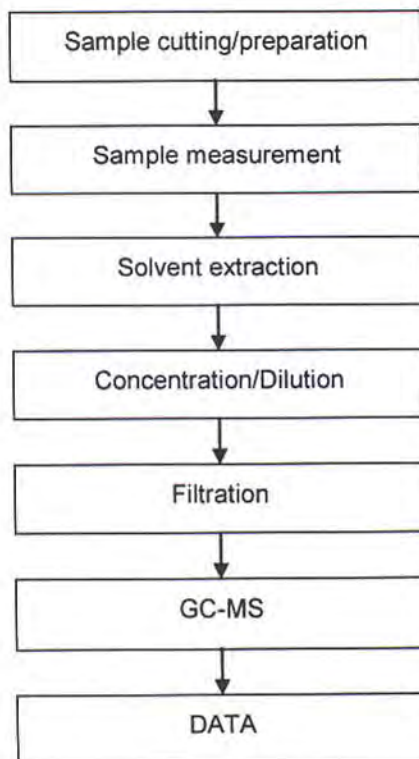 Sample cutting/preparation
Sample measurement
Solvent extraction
Concentration/Dilution
Filtration
GC-MS
DATA